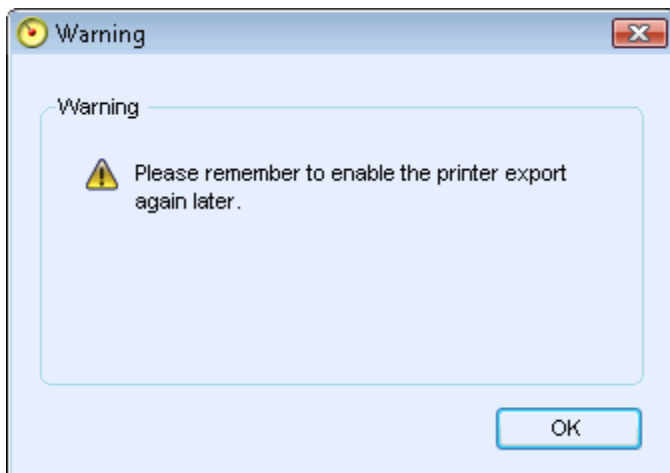 Warning
Warning
Please remember to enable the printer export
again later.
OK